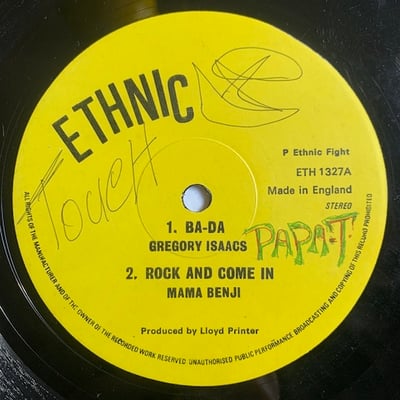 ETHNIC
TOUCH
P Ethnic Fight
ETH 1327A
Made in England
STEREO
1. BA-DA
GREGORY ISAACS
PAPA-T
2. ROCK AND COME IN
MAMA BENJI
Produced by Lloyd Printer
ALL RIGHTS OF THE MANUFACTURER AND OF THE OWNER OF THE RECORDED WORK RESERVED UNAUTHORISED PUBLIC PERFORMANCE BROADCASTING AND COPYING OF THIS RECORD PROHIBITED